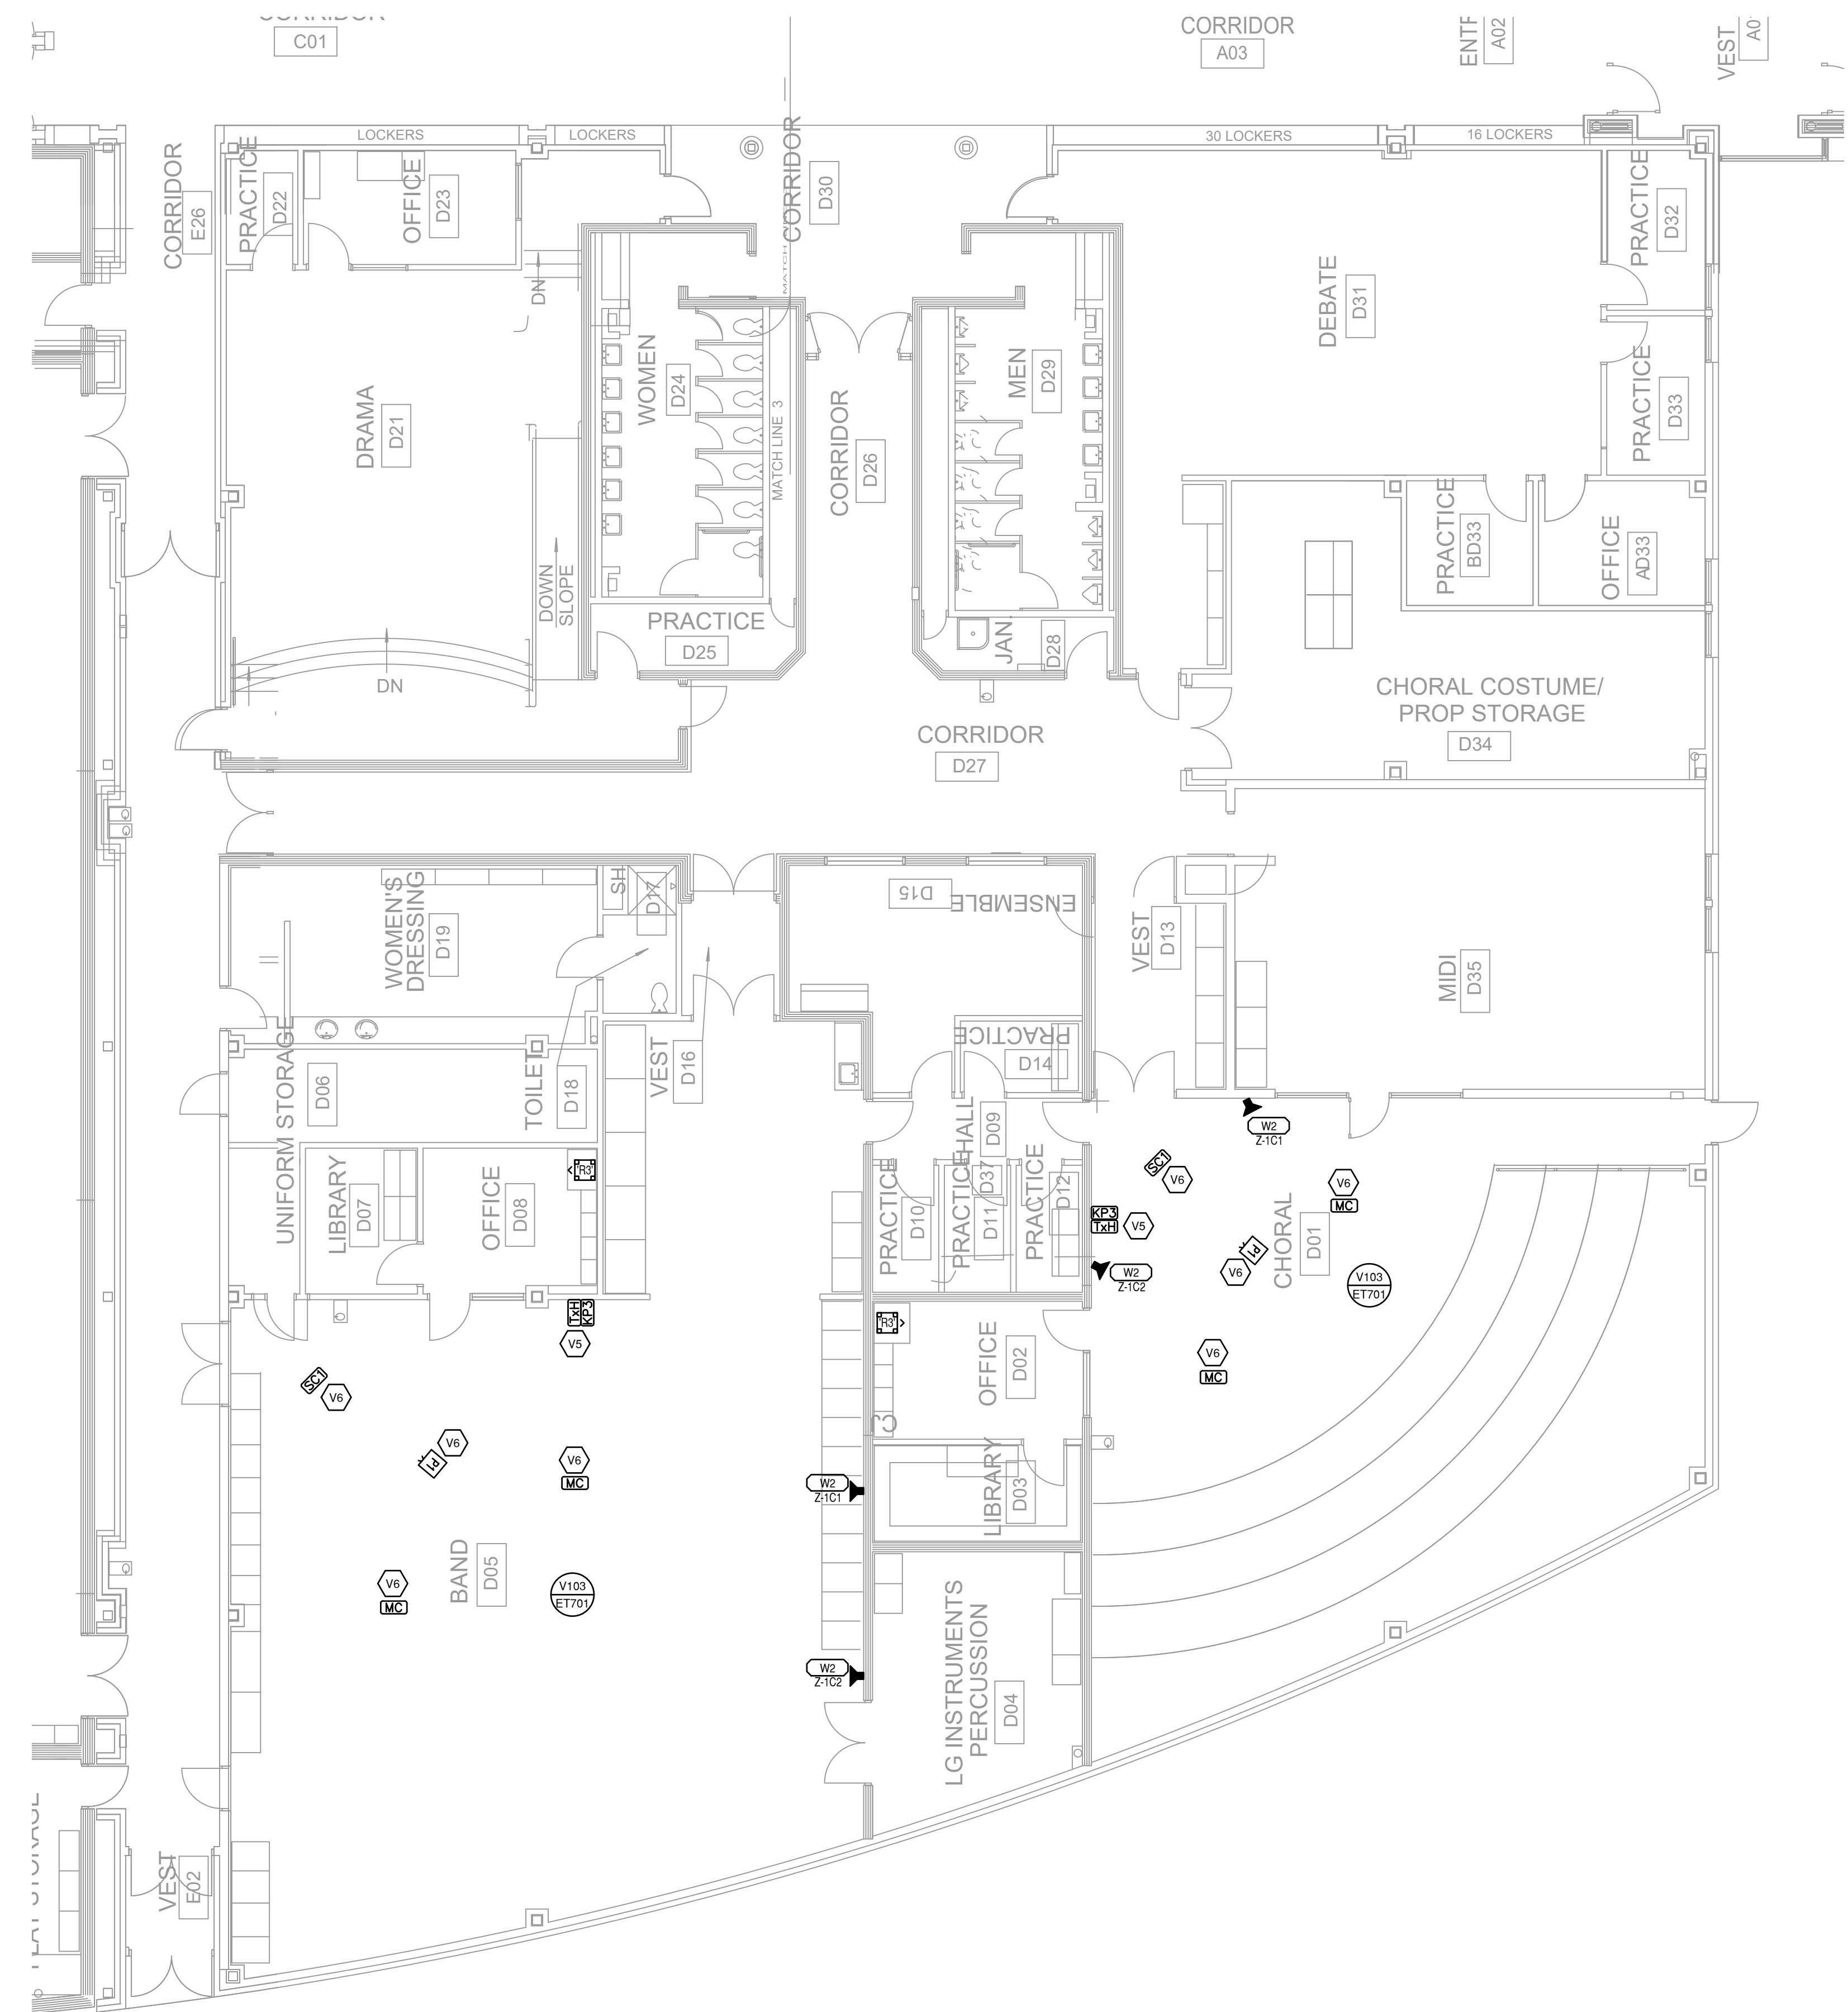 CORRIDOR
C01
CORRIDOR
A03
A02
VEST
LOCKERS
LOCKERS
30 LOCKERS
16 LOCKERS
CORRIDOR
E26
PRACTICE
D22
OFFICE
D23
CORRIDOR
D30
PRACTICE
D32
DN
DEBATE
D31
WOMEN
D24
MEN
D29
PRACTICE
D33
DRAMA
D21
MATCH LINE 3
CORRIDOR
D26
PRACTICE
BD33
OFFICE
AD33
DOWN
SLOPE
PRACTICE
D25
JAN.
D28
DN
CHORAL COSTUME/
PROP STORAGE
D34
CORRIDOR
D27
WOMEN'S
DRESSING
D19
SH
D17
D15
ENSEMBLE
VEST
D13
MIDI
D35
UNIFORM STORAGE
D06
TOILET
D18
VEST
D16
PRACTICE
D14
HALL
D09
W2
Z-1C1
LIBRARY
D07
OFFICE
D08
R3
PRACTICE
D10
PRACTICE
D11
D37
PRACTICE
D12
SC1
V6
V6
MC
KP3
TxH
V5
CHORAL
D01
P1
V6
W2
Z-1C2
V103
ET701
TxH
KP3
V5
R3
OFFICE
D02
V6
MC
SC1
V6
V6
P1
V6
MC
W2
Z-1C1
LIBRARY
D03
BAND
D05
V6
MC
V103
ET701
LG INSTRUMENTS
PERCUSSION
D04
W2
Z-1C2
VEST
E02